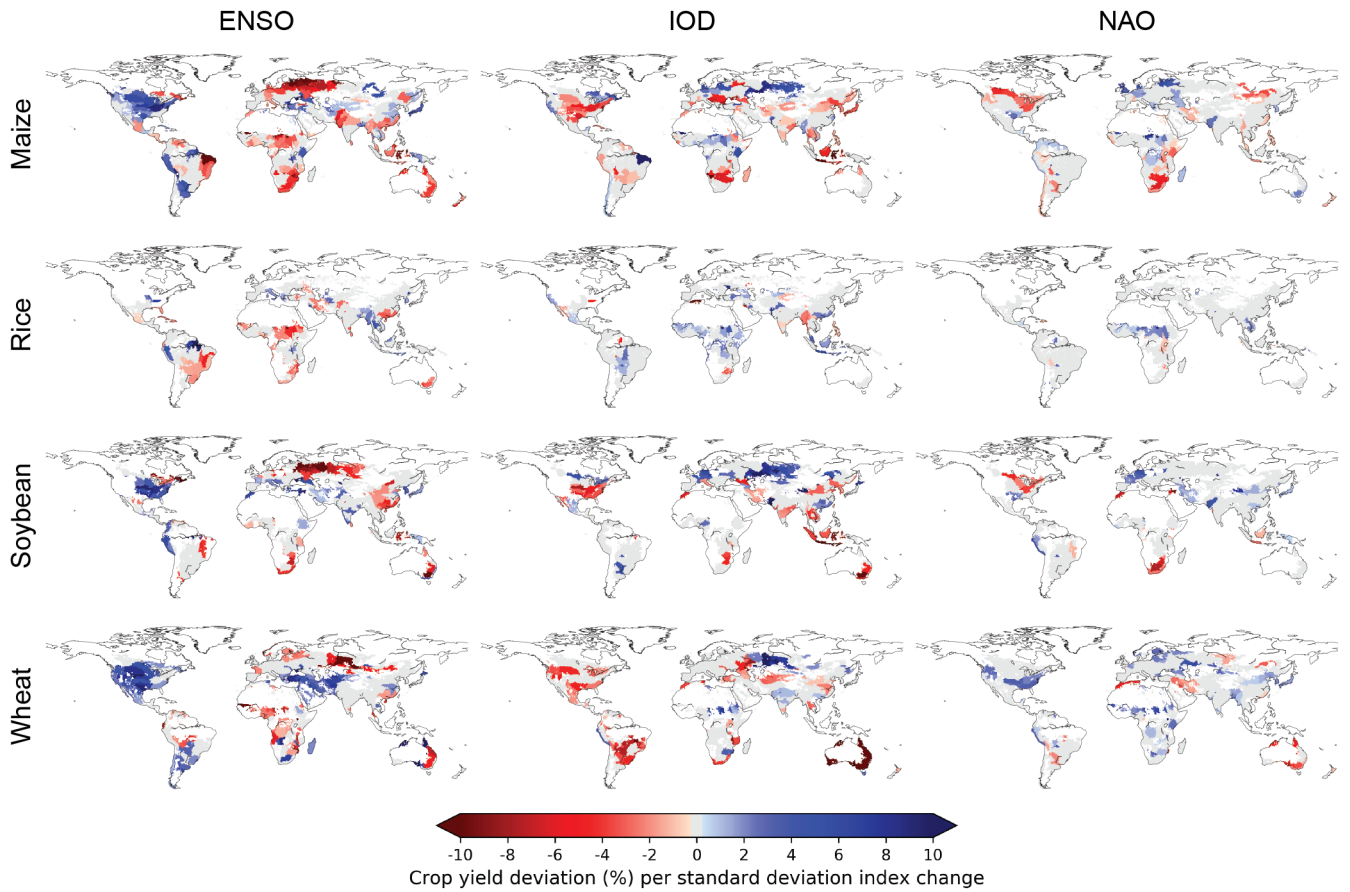 ENSO IOD NAO
Maize
Rice
Soybean
Wheat
-10 -8 -6 -4 -2 0 2 4 6 8 10
Crop yield deviation (%) per standard deviation index change